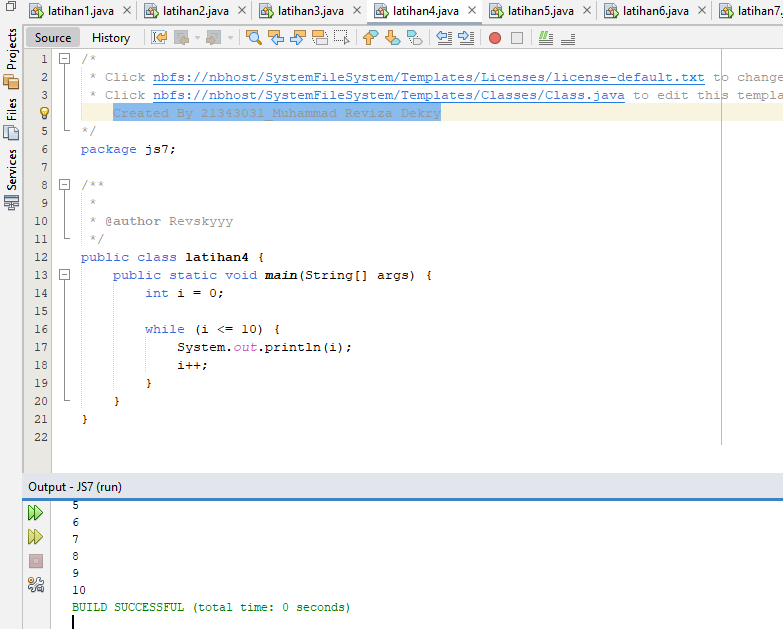 latihan1.java latihan2.java latihan3.java latihan4.java latihan5.java latihan6.java latihan7.
Projects
Files
Services
Source History
1 /*
2 * Click nbfs://nbhost/SystemFileSystem/Templates/Licenses/license-default.txt to change
3 * Click nbfs://nbhost/SystemFileSystem/Templates/Classes/Class.java to edit this templa
Created By 21343031_Muhammad Reviza Dekry
5 */
6 package js7;
7
8 /**
9 *
10 * @author Revskyyy
11 */
12 public class latihan4 {
13 public static void main(String[] args) {
14 int i = 0;
15
16 while (i <= 10) {
17 System.out.println(i);
18 i++;
19 }
20 }
21 }
22
Output - JS7 (run)
5
6
7
8
9
10
BUILD SUCCESSFUL (total time: 0 seconds)